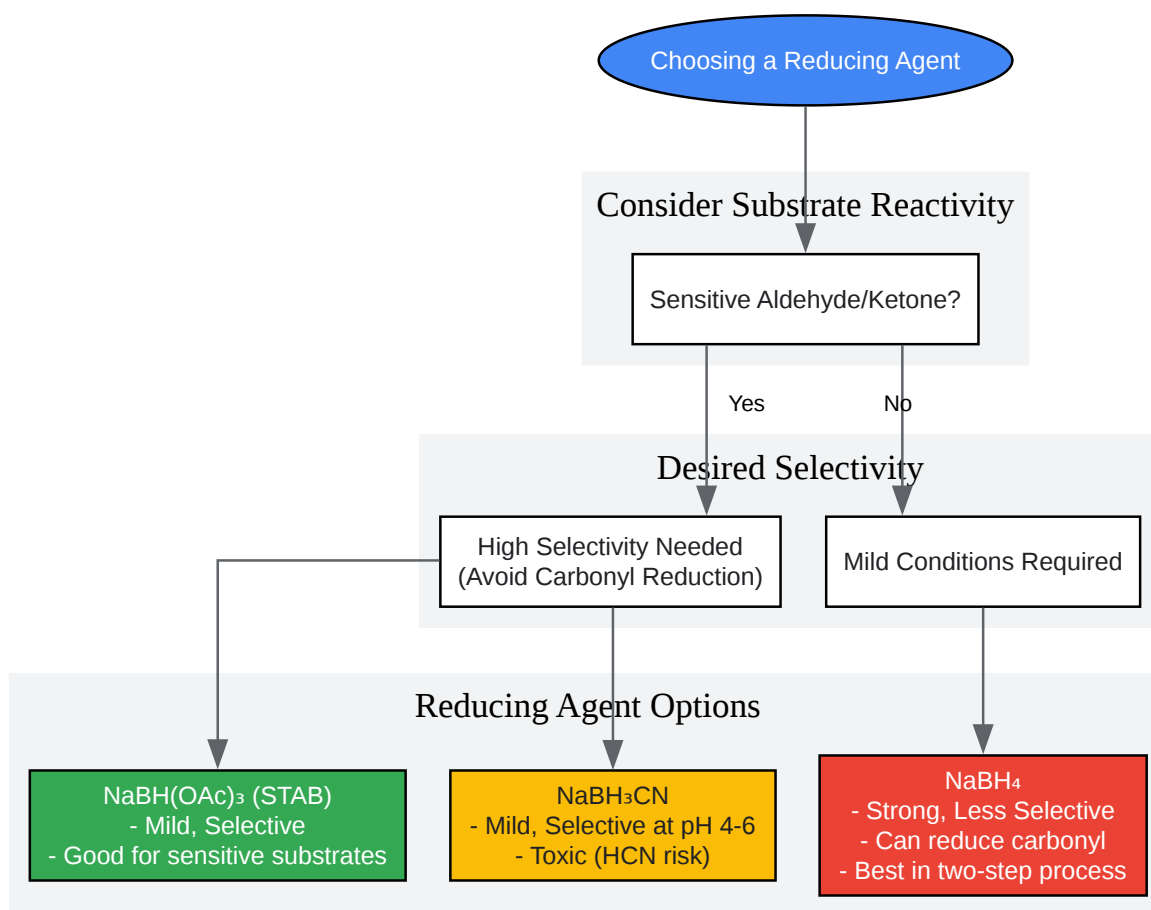 Choosing a Reducing Agent
Consider Substrate Reactivity
Sensitive Aldehyde/Ketone?
Yes
No
Desired Selectivity
High Selectivity Needed
(Avoid Carbonyl Reduction)
Mild Conditions Required
Reducing Agent Options
NaBH(OAc)₃ (STAB)
- Mild, Selective
- Good for sensitive substrates
NaBH₃CN
- Mild, Selective at pH 4-6
- Toxic (HCN risk)
NaBH₄
- Strong, Less Selective
- Can reduce carbonyl
- Best in two-step process